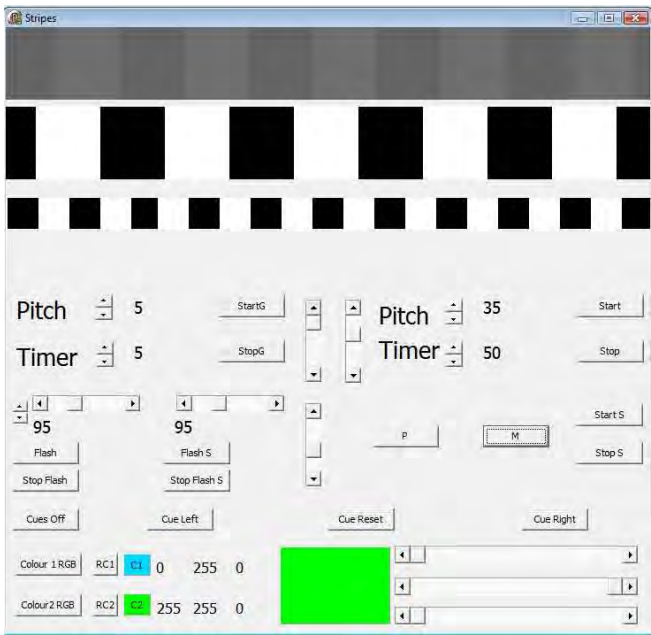 Stripes
Pitch 5 StartG Pitch 35 Start
Timer 5 StopG Timer 50 Stop
95 95 P M Start S
Flash Flash S Stop S
Stop Flash Stop Flash S
Cues Off Cue Left Cue Reset Cue Right
Colour 1 RGB RC1 C1 0 255 0
Colour2 RGB RC2 C2 255 255 0